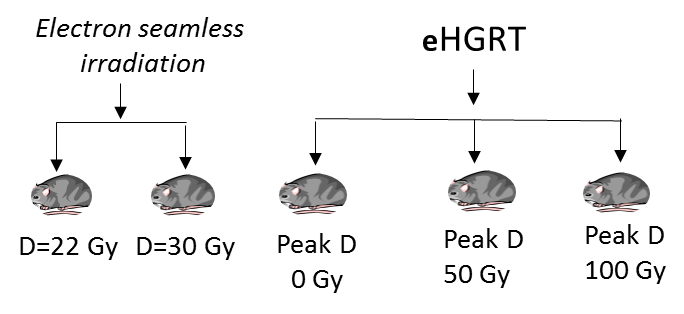 Electron seamless
irradiation
eHGRT
D=22 Gy
D=30 Gy
Peak D
0 Gy
Peak D
50 Gy
Peak D
100 Gy